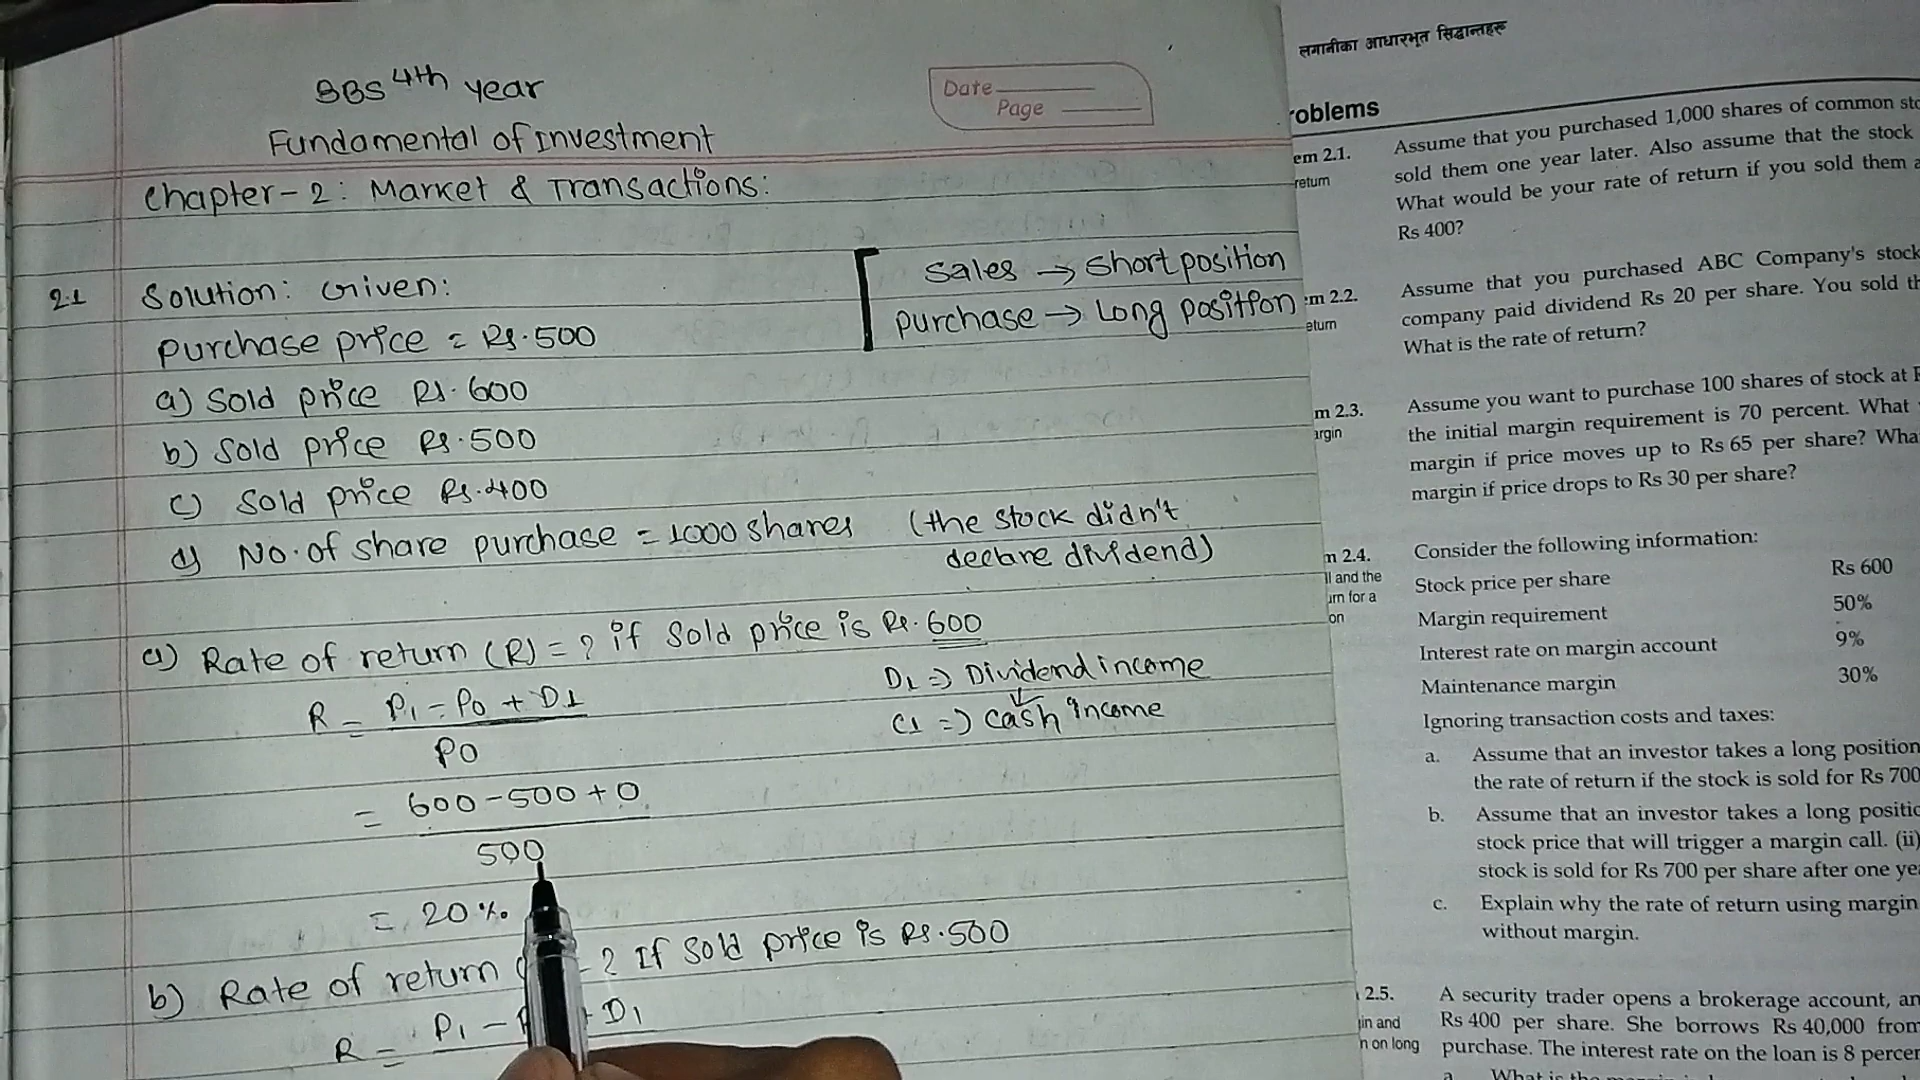 BBS 4th year
Fundamental of Investment
Date
Page
Chapter-2: Market & Transactions:
2.1 Solution: Given:
purchase price = Rs.500
a) Sold price Rs.600
b) Sold price Rs.500
c) Sold price Rs.400
d) No. of share purchase = 1000 shares (the stock didn't
declare dividend)
Sales → short position
purchase → Long position
a) Rate of return (R) = ? if Sold price is Rs.600
R = P1 - P0 + D1
P0
D1 => Dividend income
C1 => cash income
= 600-500+0
500
= 20%
b) Rate of return ? If Sold price is Rs.500
R = P1 - + D1
लगानीका आधारभूत सिद्धान्तहरू
roblems
em 2.1.
return
Assume that you purchased 1,000 shares of common sto
sold them one year later. Also assume that the stock
What would be your rate of return if you sold them a
Rs 400?
em 2.2.
eturn
Assume that you purchased ABC Company's stock
company paid dividend Rs 20 per share. You sold th
What is the rate of return?
m 2.3.
argin
Assume you want to purchase 100 shares of stock at
the initial margin requirement is 70 percent. What
margin if price moves up to Rs 65 per share? Wha
margin if price drops to Rs 30 per share?
n 2.4.
ll and the
urn for a
on
Consider the following information:
Stock price per share Rs 600
Margin requirement 50%
Interest rate on margin account 9%
Maintenance margin 30%
Ignoring transaction costs and taxes:
a. Assume that an investor takes a long position
the rate of return if the stock is sold for Rs 700
b. Assume that an investor takes a long positio
stock price that will trigger a margin call. (ii)
stock is sold for Rs 700 per share after one ye
c. Explain why the rate of return using margin
without margin.
2.5.
gin and
n on long
A security trader opens a brokerage account, an
Rs 400 per share. She borrows Rs 40,000 from
purchase. The interest rate on the loan is 8 percen
a What is the